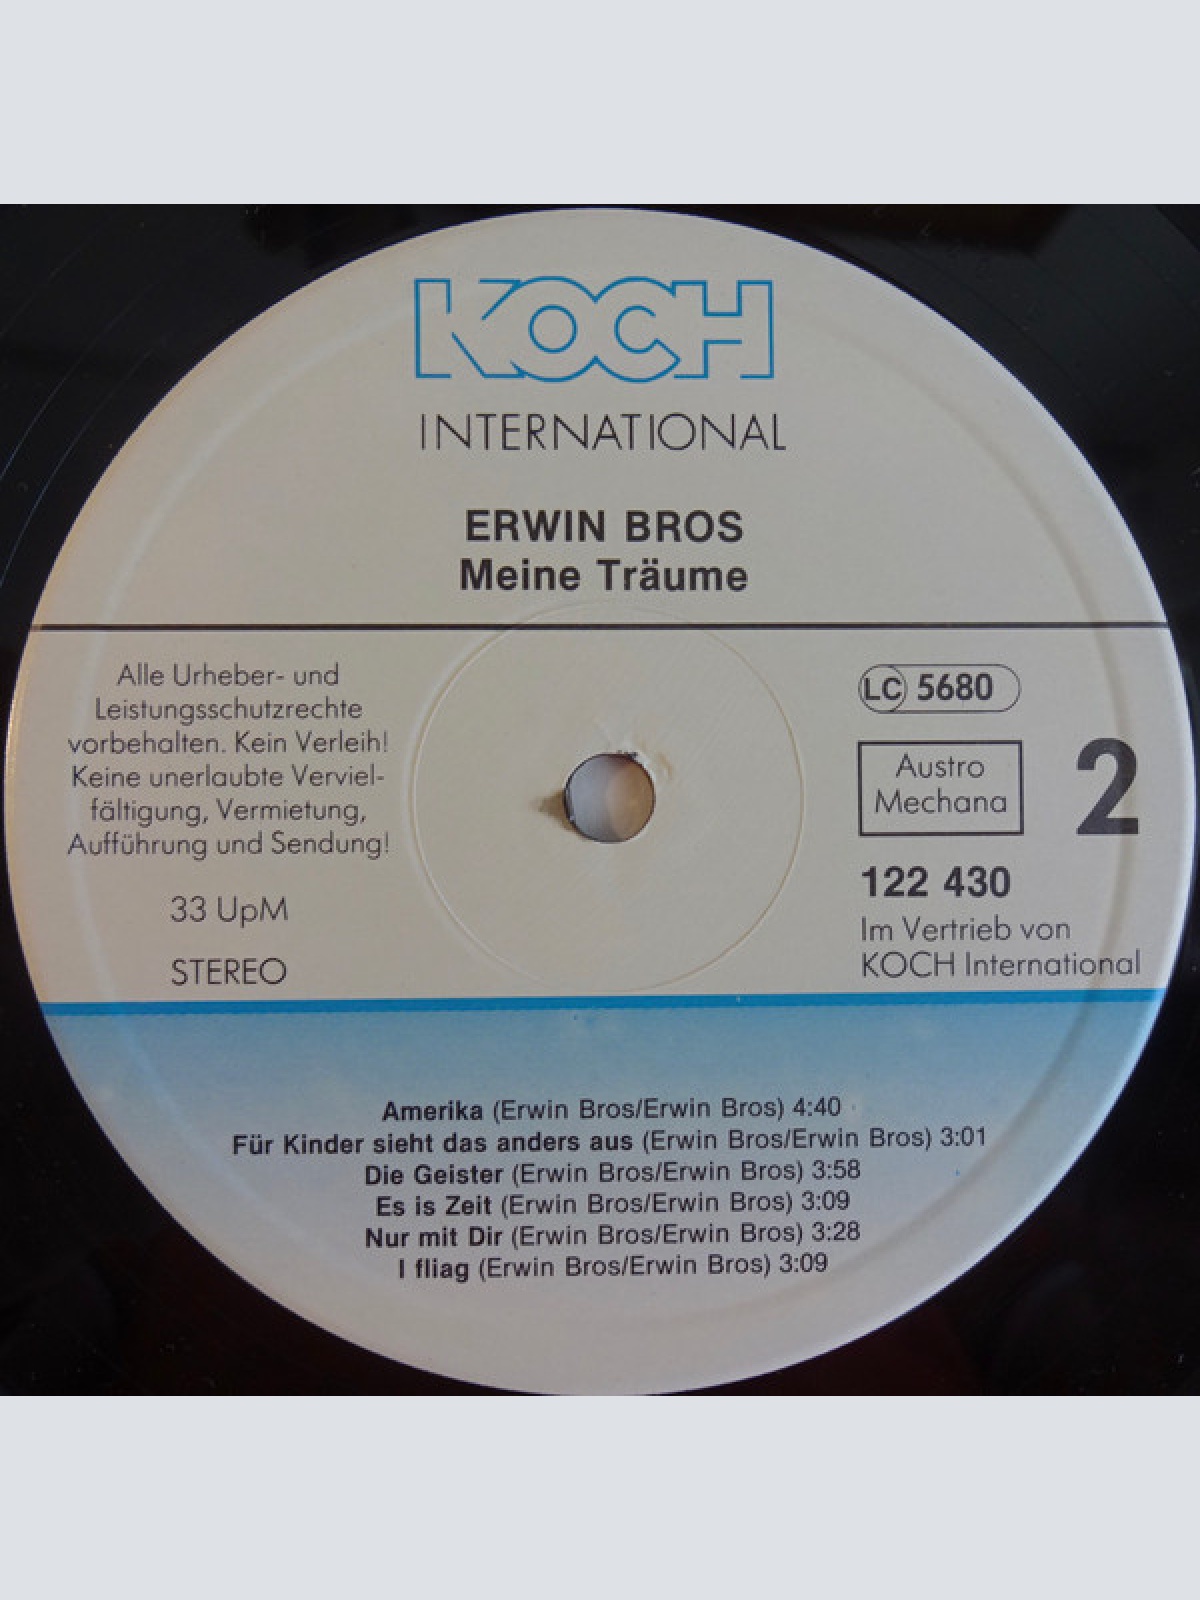 KOCH
INTERNATIONAL
ERWIN BROS
Meine Träume
Alle Urheber- und
Leistungsschutzrechte
vorbehalten. Kein Verleih!
Keine unerlaubte Verviel-
fältigung, Vermietung,
Aufführung und Sendung!
33 UpM
STEREO
LC 5680
Austro
Mechana
2
122 430
Im Vertrieb von
KOCH International
Amerika (Erwin Bros/Erwin Bros) 4:40
Für Kinder sieht das anders aus (Erwin Bros/Erwin Bros) 3:01
Die Geister (Erwin Bros/Erwin Bros) 3:58
Es is Zeit (Erwin Bros/Erwin Bros) 3:09
Nur mit Dir (Erwin Bros/Erwin Bros) 3:28
I fliag (Erwin Bros/Erwin Bros) 3:09